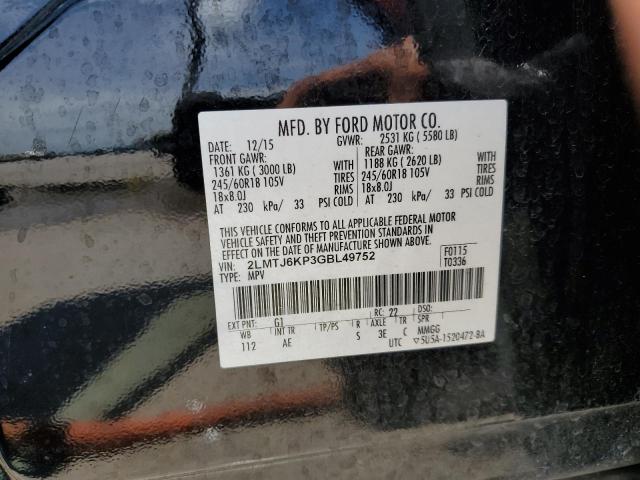 MFD. BY FORD MOTOR CO.
DATE: 12/15 GVWR: 2531 KG ( 5580 LB)
FRONT GAWR: REAR GAWR:
1361 KG ( 3000 LB) WITH 1188 KG ( 2620 LB) WITH
245/60R18 105V TIRES 245/60R18 105V TIRES
18x8.0J RIMS 18x8.0J RIMS
AT 230 kPa/ 33 PSI COLD AT 230 kPa/ 33 PSI COLD
THIS VEHICLE CONFORMS TO ALL APPLICABLE FEDERAL MOTOR
VEHICLE SAFETY AND THEFT PREVENTION STANDARDS IN
EFFECT ON THE DATE OF MANUFACTURE SHOWN ABOVE.
VIN: 2LMTJ6KP3GBL49752 F0115
TYPE: MPV T0336
EXT PNT: G1 RC: 22 DSO:
WB INT TR TP/PS R AXLE TR SPR
112 AE S 3E C MMGG
UTC ▽5U5A-1520472-BA